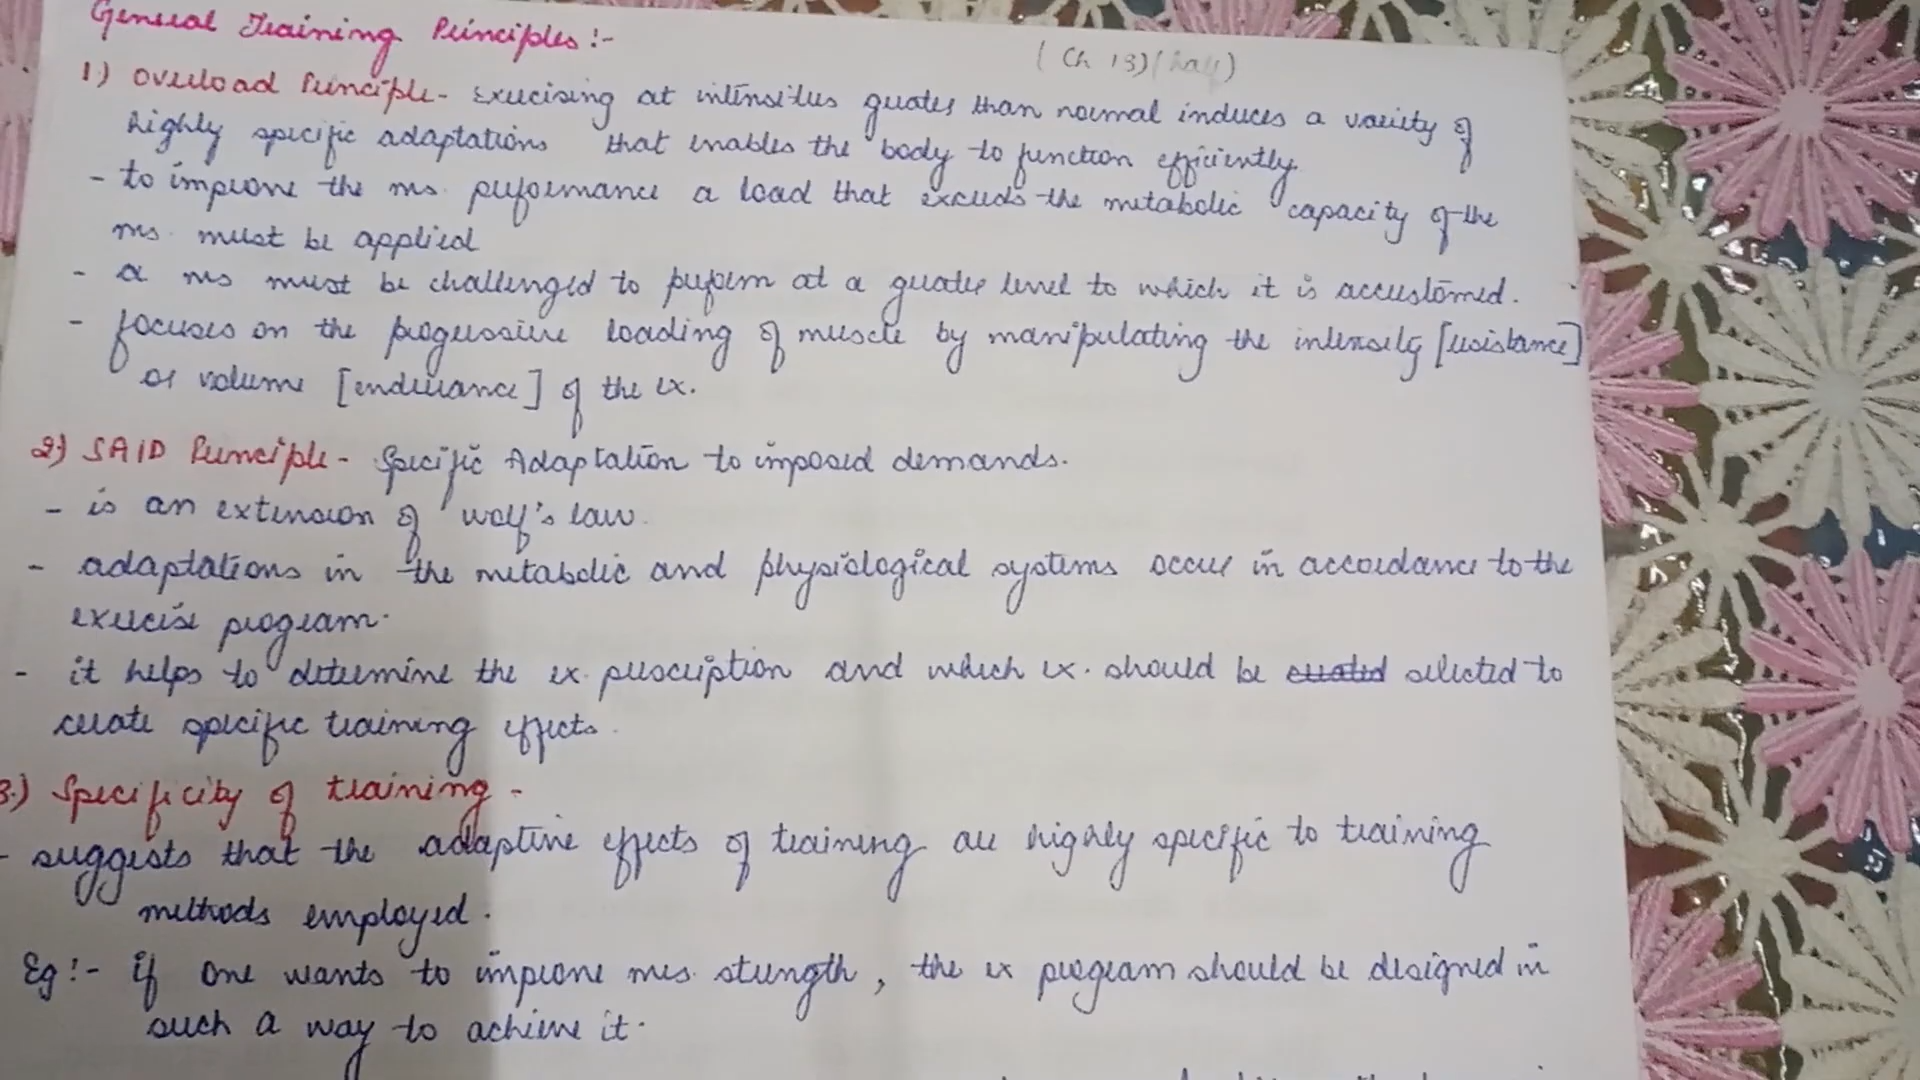 General Training Principles :-
( Ch 13)(half)
1.) Overload Principle - Exercising at intensities greater than normal induces a variety of
highly specific adaptations that enables the body to function efficiently.
- to improve the ms. performance a load that exceeds the metabolic capacity of the
ms. must be applied
- a ms must be challenged to perform at a greater level to which it is accustomed.
- focuses on the progressive loading of muscle by manipulating the intensity [resistance]
or volume [endurance] of the ex.
2) SAID Principle - Specific Adaptation to imposed demands.
- is an extension of wolf's law.
- adaptations in the metabolic and physiological systems occur in accordance to the
exercise program.
- it helps to determine the ex. prescription and which ex. should be created selected to
create specific training effects.
3.) Specificity of training -
- suggests that the adaptive effects of training are highly specific to training
methods employed.
Eg :- if one wants to improve mus. strength, the ex program should be designed in
such a way to achieve it.